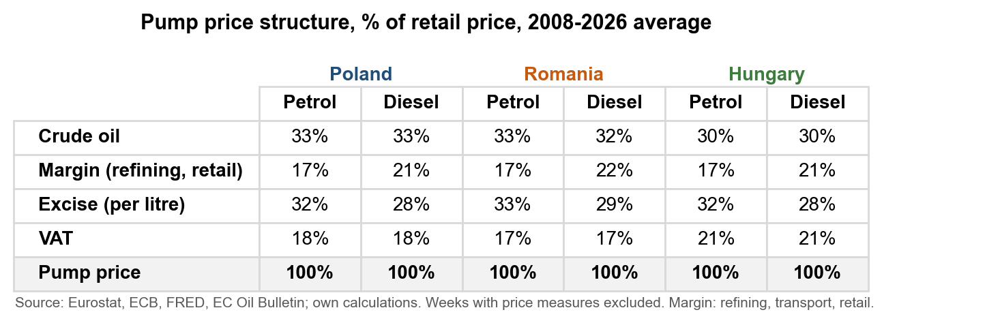 Pump price structure, % of retail price, 2008-2026 average
Poland Romania Hungary
Petrol Diesel Petrol Diesel Petrol Diesel
Crude oil 33% 33% 33% 32% 30% 30%
Margin (refining, retail) 17% 21% 17% 22% 17% 21%
Excise (per litre) 32% 28% 33% 29% 32% 28%
VAT 18% 18% 17% 17% 21% 21%
Pump price 100% 100% 100% 100% 100% 100%
Source: Eurostat, ECB, FRED, EC Oil Bulletin; own calculations. Weeks with price measures excluded. Margin: refining, transport, retail.